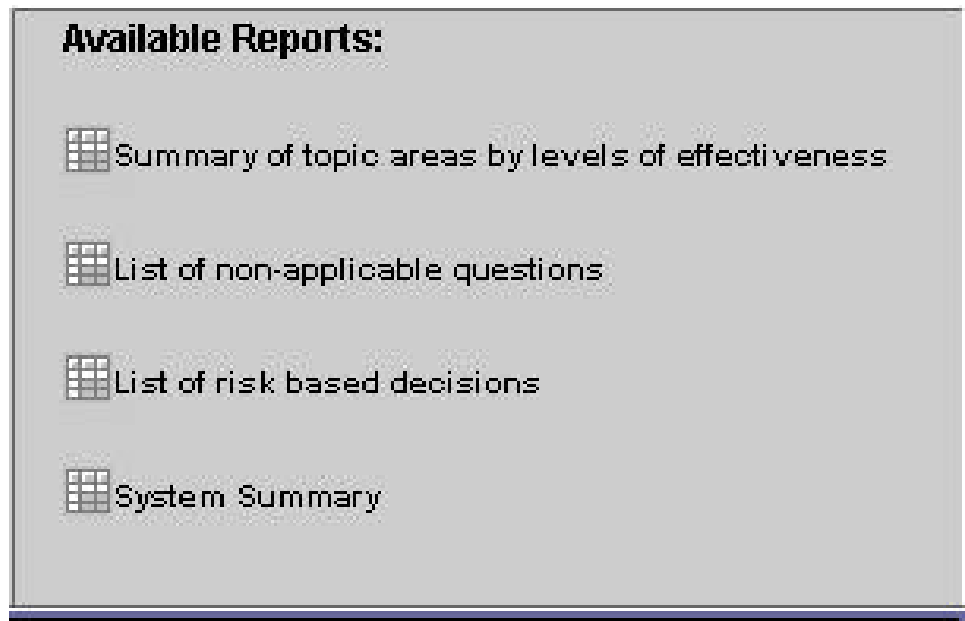 Available Reports:
Summary of topic areas by levels of effectiveness
List of non-applicable questions
List of risk based decisions
System Summary